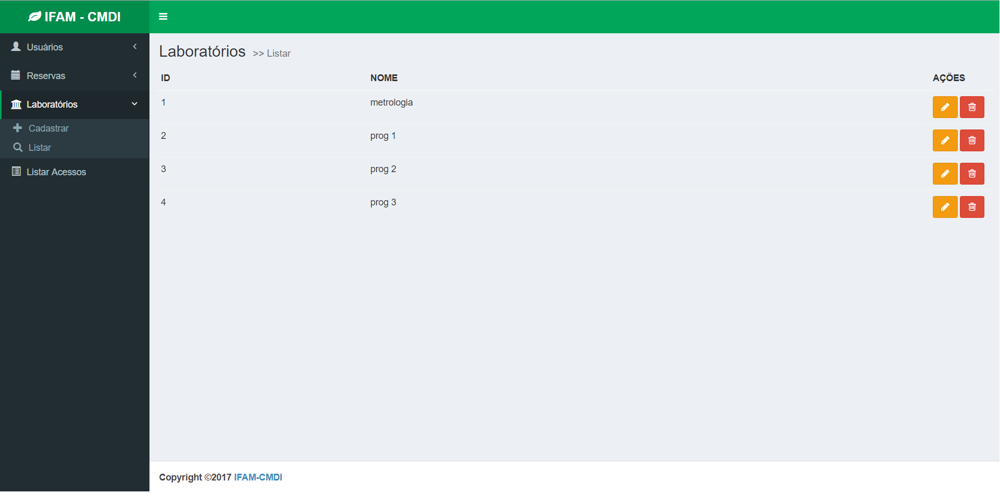 IFAM - CMDI
Usuários
Reservas
Laboratórios
Cadastrar
Listar
Listar Acessos
Laboratórios >> Listar
ID NOME AÇÕES
1 metrologia
2 prog 1
3 prog 2
4 prog 3
Copyright ©2017 IFAM-CMDI